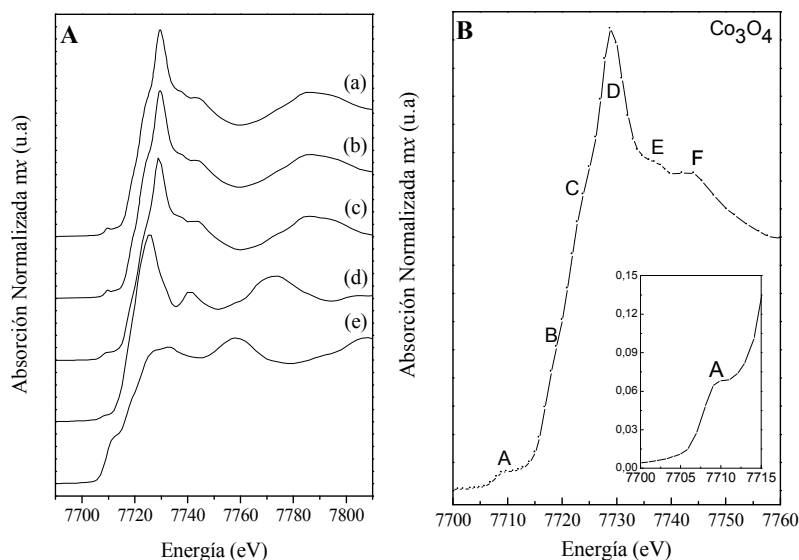 A
(a)
(b)
(c)
(d)
(e)
Absorción Normalizada mx (u.a)
7700 7720 7740 7760 7780 7800
Energía (eV)
B
Co₃O₄
D
E
F
C
B
A
Absorción Normalizada mx (u.a)
7700 7710 7720 7730 7740 7750 7760
Energía (eV)
0,15
0,12
0,09
0,06
0,03
0,00
A
7700 7705 7710 7715